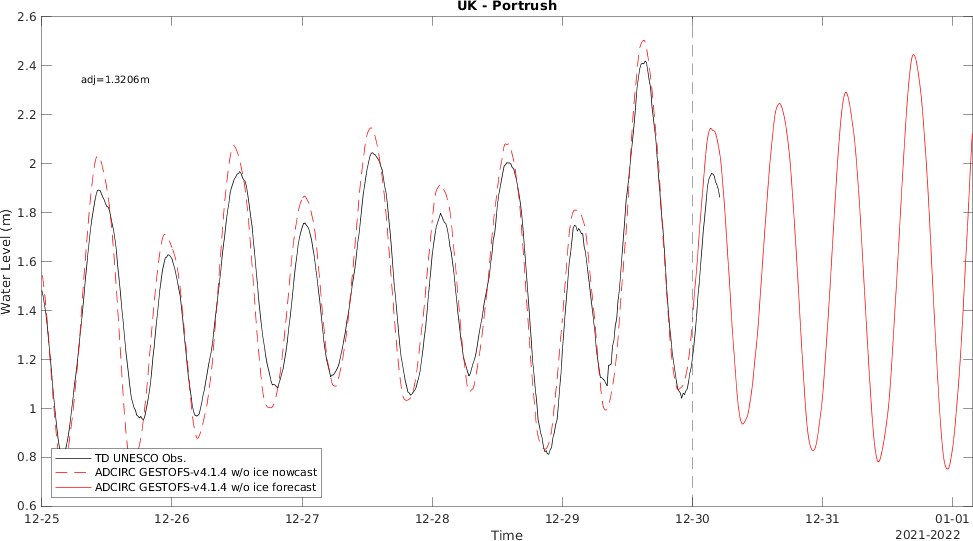 UK - Portrush
2.6
2.4
2.2
2
1.8
1.6
1.4
1.2
1
0.8
0.6
Water Level (m)
adj=1.3206m
TD UNESCO Obs.
ADCIRC GESTOFS-v4.1.4 w/o ice nowcast
ADCIRC GESTOFS-v4.1.4 w/o ice forecast
12-25 12-26 12-27 12-28 12-29 12-30 12-31 01-01
Time
2021-2022